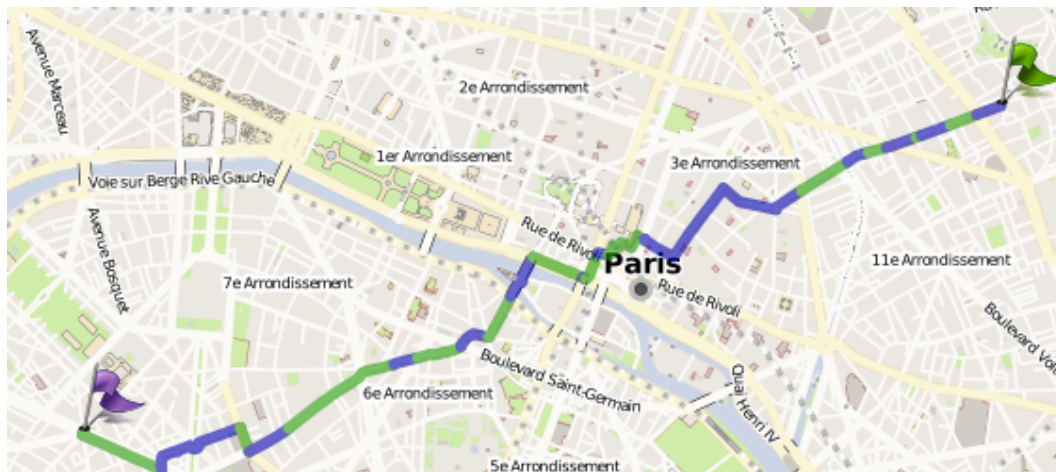 Avenue Marceau
2e Arrondissement
1er Arrondissement
3e Arrondissement
Voie sur Berge Rive Gauche
Avenue Bosquet
Rue de Rivoli
Paris
11e Arrondissement
7e Arrondissement
Rue de Rivoli
Boulevard
Boulevard Saint-Germain
6e Arrondissement
Quai Henri IV
5e Arrondissement